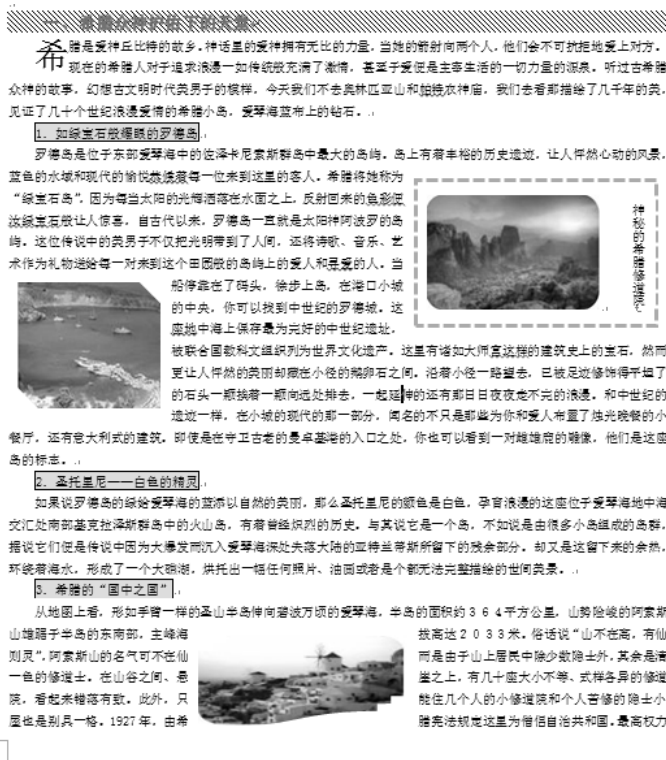 一、希腊众神护佑下的天堂
希腊是爱神丘比特的故乡。神话里的爱神拥有无比的力量，当她的箭射向两个人，他们会不可抗拒地爱上对方。
现在的希腊人对于追求浪漫一如传统般充满了激情，甚至于爱便是主宰生活的一切力量的源泉。听过古希腊
众神的故事，幻想古文明时代美男子的模样，今天我们不去奥林匹亚山和帕特农神庙，我们去看那描绘了几千年的美，
见证了几十个世纪浪漫爱情的希腊小岛，爱琴海蓝布上的钻石。
1．如绿宝石般耀眼的罗德岛
罗德岛是位于东部爱琴海中的佐泽卡尼索斯群岛中最大的岛屿。岛上有着丰裕的历史遗迹，让人怦然心动的风景，
蓝色的水域和现代的愉悦接待每一位来到这里的客人。希腊将她称为
“绿宝石岛”，因为每当太阳的光辉洒落在水面之上，反射回来的
绿宝石般让人惊喜，自古代以来，罗德岛一直就是太阳神阿波罗的岛
屿。这位传说中的美男子不仅把光明带到了人间，还将诗歌、音乐、艺
术作为礼物送给每一对来到这个田园般的岛屿上的爱人和寻爱的人。当
神秘的希腊修道院
船停靠在了码头，徐步上岛，在港口小城
的中央，你可以找到中世纪的罗德城。这
座地中海上保存最为完好的中世纪遗址，
被联合国教科文组织列为世界文化遗产。这里有诸如大师宫这样的建筑史上的宝石，然而
更让人怦然的美丽却藏在小径的鹅卵石之间。沿着小径一路望去，已被足迹修饰得平坦了
的石头一颗挨着一颗向远处排去，一起延伸的还有那日日夜夜走不完的浪漫。和中世纪的
遗迹一样，在小城的现代的那一部分，闻名的不只是那些为你和爱人布置了烛光晚餐的小
餐厅，还有意大利式的建筑。即使是在守卫古老的曼卓基港的入口之处，你也可以看到一对雌雄鹿的雕像，他们是这座
岛的标志。
2．圣托里尼——白色的精灵
如果说罗德岛的绿给爱琴海的蓝添以自然的美丽，那么圣托里尼的颜色是白色，孕育浪漫的这座位于爱琴海地中海
交汇处南部基克拉泽斯群岛中的火山岛，有着曾经炽烈的历史。与其说它是一个岛，不如说是由很多小岛组成的岛群，
据说它们便是传说中因为大爆发而沉入爱琴海深处失落大陆的亚特兰蒂斯所留下的残余部分。却又是这留下来的余热，
环绕着海水，形成了一个大礁湖，烘托出一幅任何照片、油画或者是个都无法完整描绘的世间美景。
3．希腊的“国中之国”
从地图上看，形如手臂一样的圣山半岛伸向碧波万顷的爱琴海，半岛的面积约３６４平方公里，山势险峻的阿索斯
山雄踞于半岛的东南部，主峰海拔高达２０３３米。俗话说“山不在高，有仙
则灵”，阿索斯山的名气可不在仙而是由于山上居民中除少数隐士外，其余是清
一色的修道士。在山谷之间、悬崖之上，有几十座大小不等、式样各异的修道
院，看起来错落有致。此外，只能住几个人的小修道院和个人苦修的隐士小
屋也是别具一格。1927年，由希腊宪法规定这里为僧侣自治共和国。最高权力